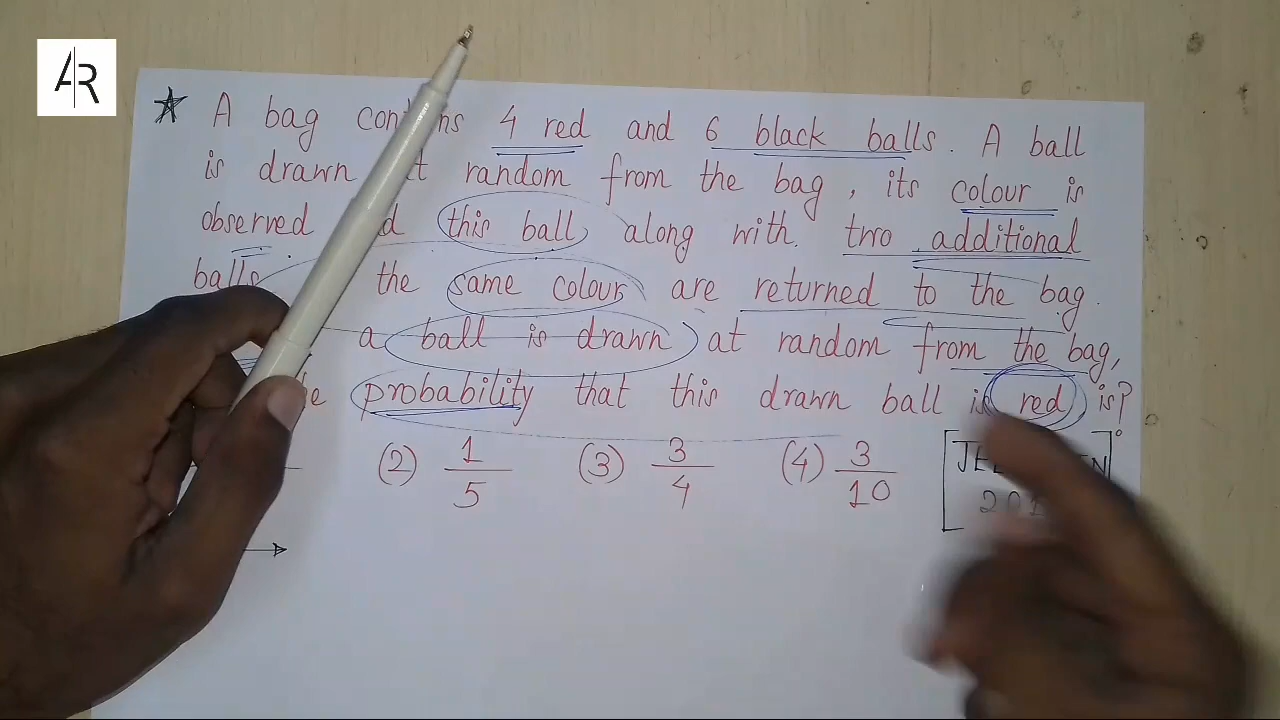 AR
☆ A bag contains 4 red and 6 black balls. A ball
is drawn at random from the bag, its colour is
observed this ball along with. two additional
balls the same colour are returned to the bag.
a ball is drawn at random from the bag,
probability that this drawn ball is red is?
(2) 1/5 (3) 3/4 (4) 3/10